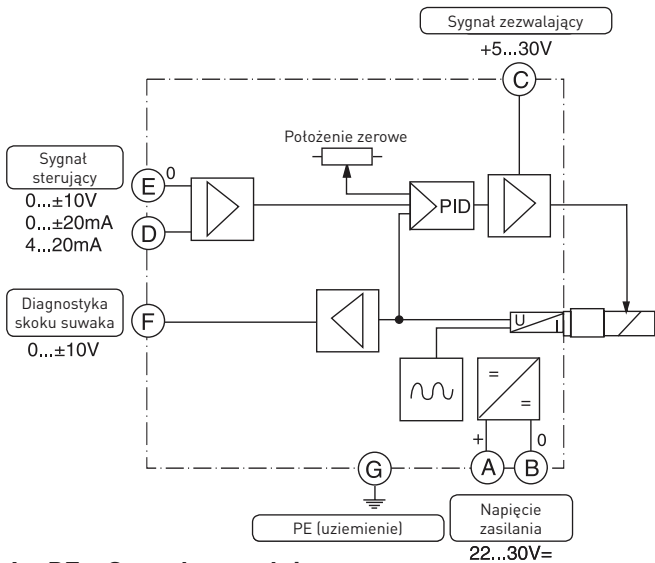 Sygnał zezwalający
+5...30V
C
Położenie zerowe
Sygnał
sterujący
0...±10V
0...±20mA
4...20mA
E
0
D
PID
Diagnostyka
skoku suwaka
0...±10V
F
U
I
=
=
+
0
A
B
G
PE (uziemienie)
Napięcie
zasilania
22...30V=